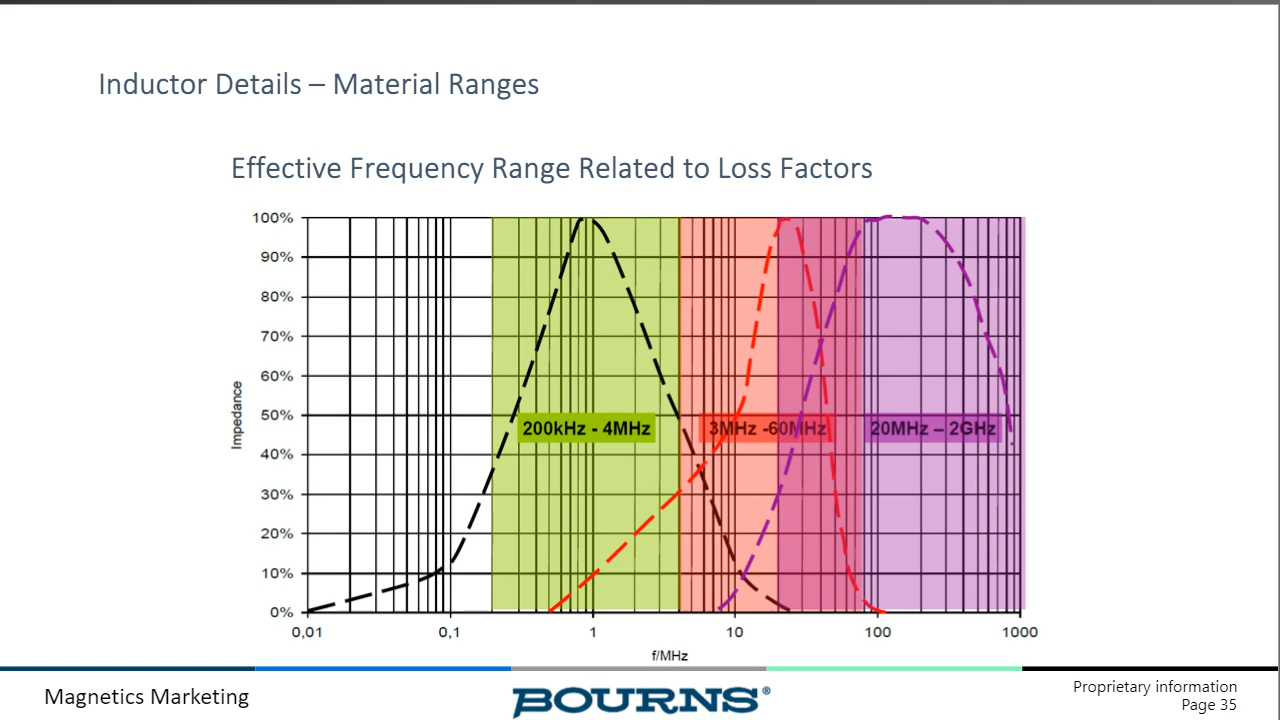 Inductor Details – Material Ranges
Effective Frequency Range Related to Loss Factors
100%
90%
80%
70%
60%
50%
40%
30%
20%
10%
0%
Impedance
200kHz - 4MHz
3MHz -60MHz
20MHz – 2GHz
0,01
0,1
1
10
100
1000
f/MHz
Magnetics Marketing
BOURNS®
Proprietary information
Page 35